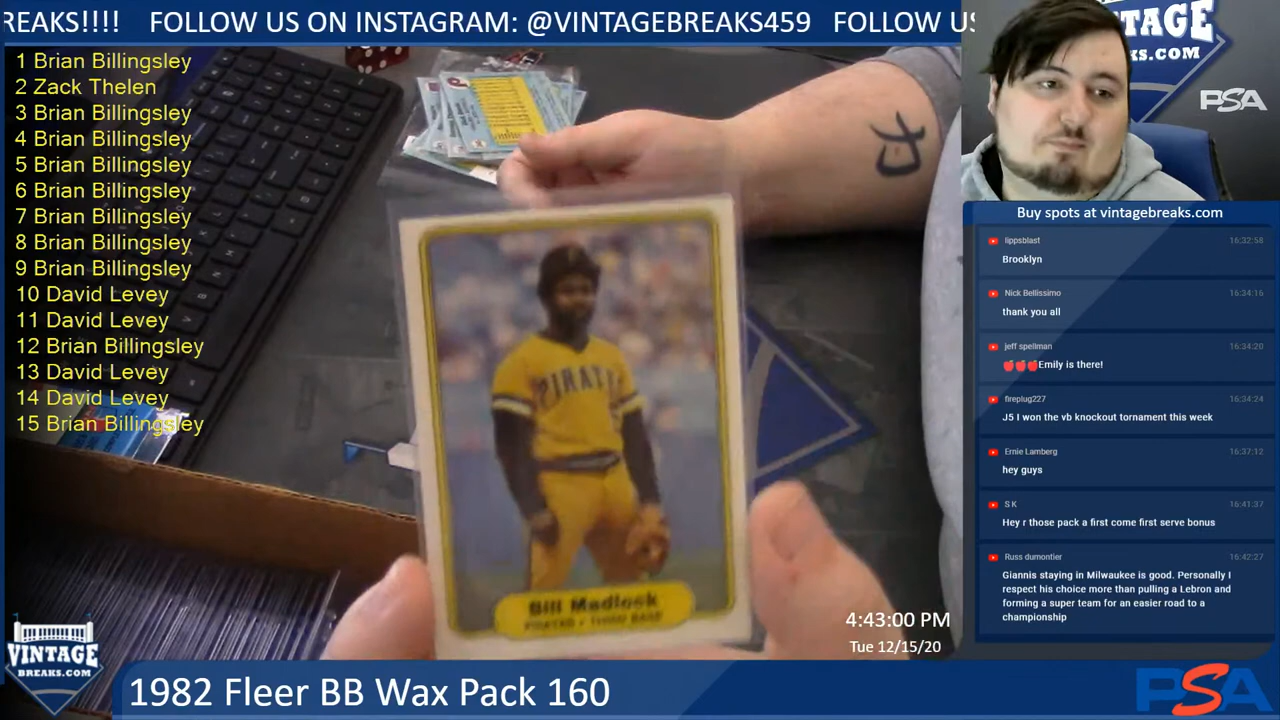 REAKS!!!! FOLLOW US ON INSTAGRAM: @VINTAGEBREAKS459 FOLLOW US
1 Brian Billingsley
2 Zack Thelen
3 Brian Billingsley
4 Brian Billingsley
5 Brian Billingsley
6 Brian Billingsley
7 Brian Billingsley
8 Brian Billingsley
9 Brian Billingsley
10 David Levey
11 David Levey
12 Brian Billingsley
13 David Levey
14 David Levey
15 Brian Billingsley
PIRATE
Bill Madlock
PIRATES • THIRD BASE
VINTAGE
KS.COM
PSA
Buy spots at vintagebreaks.com
lippsblast 16:32:58
Brooklyn
Nick Bellissimo 16:34:16
thank you all
jeff spellman 16:34:20
Emily is there!
fireplug227 16:34:24
J5 I won the vb knockout tornament this week
Ernie Lamberg 16:37:12
hey guys
S K 16:41:37
Hey r those pack a first come first serve bonus
Russ dumontier 16:42:27
Giannis staying in Milwaukee is good. Personally I
respect his choice more than pulling a Lebron and
forming a super team for an easier road to a
championship
4:43:00 PM
Tue 12/15/20
VINTAGE
BREAKS.COM
1982 Fleer BB Wax Pack 160
PSA